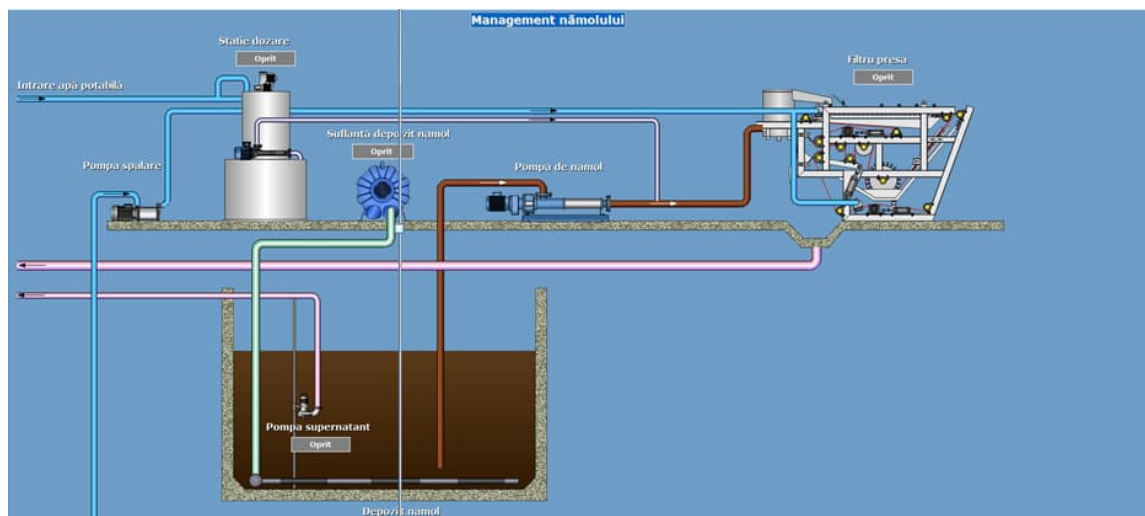 Management nămolului
Statie dozare
Oprit
Filtru presa
Oprit
Intrare apă potabilă
Suflantă depozit namol
Oprit
Pompa spalare
Pompa de namol
Pompa supernatant
Oprit
Depozit namol